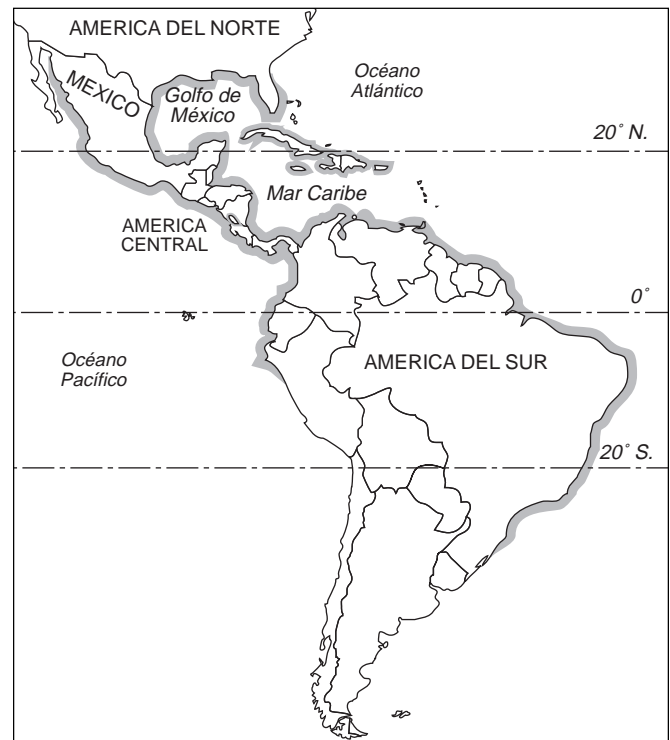 AMERICA DEL NORTE
Océano
Atlántico
MEXICO
Golfo de
México
20˚ N.
Mar Caribe
AMERICA
CENTRAL
0˚
Océano
Pacífico
AMERICA DEL SUR
20˚ S.